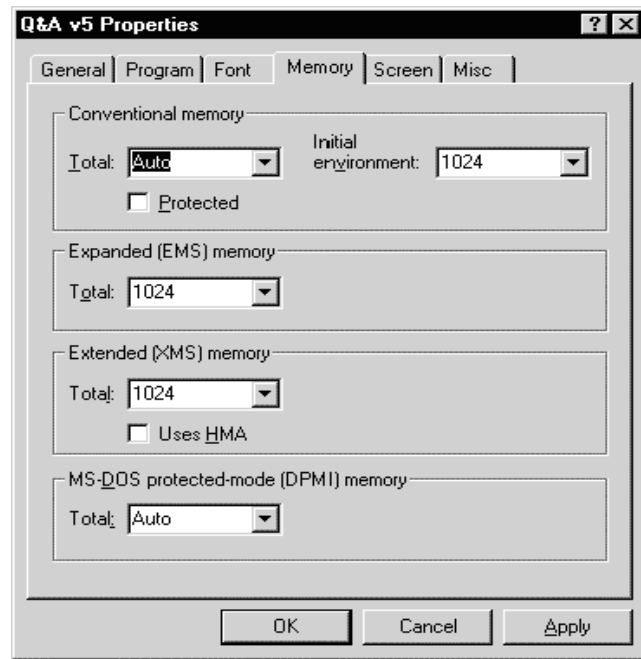 Q&A v5 Properties
General Program Font Memory Screen Misc
Conventional memory
Total: Auto
Initial environment: 1024
Protected
Expanded (EMS) memory
Total: 1024
Extended (XMS) memory
Total: 1024
Uses HMA
MS-DOS protected-mode (DPMI) memory
Total: Auto
OK Cancel Apply